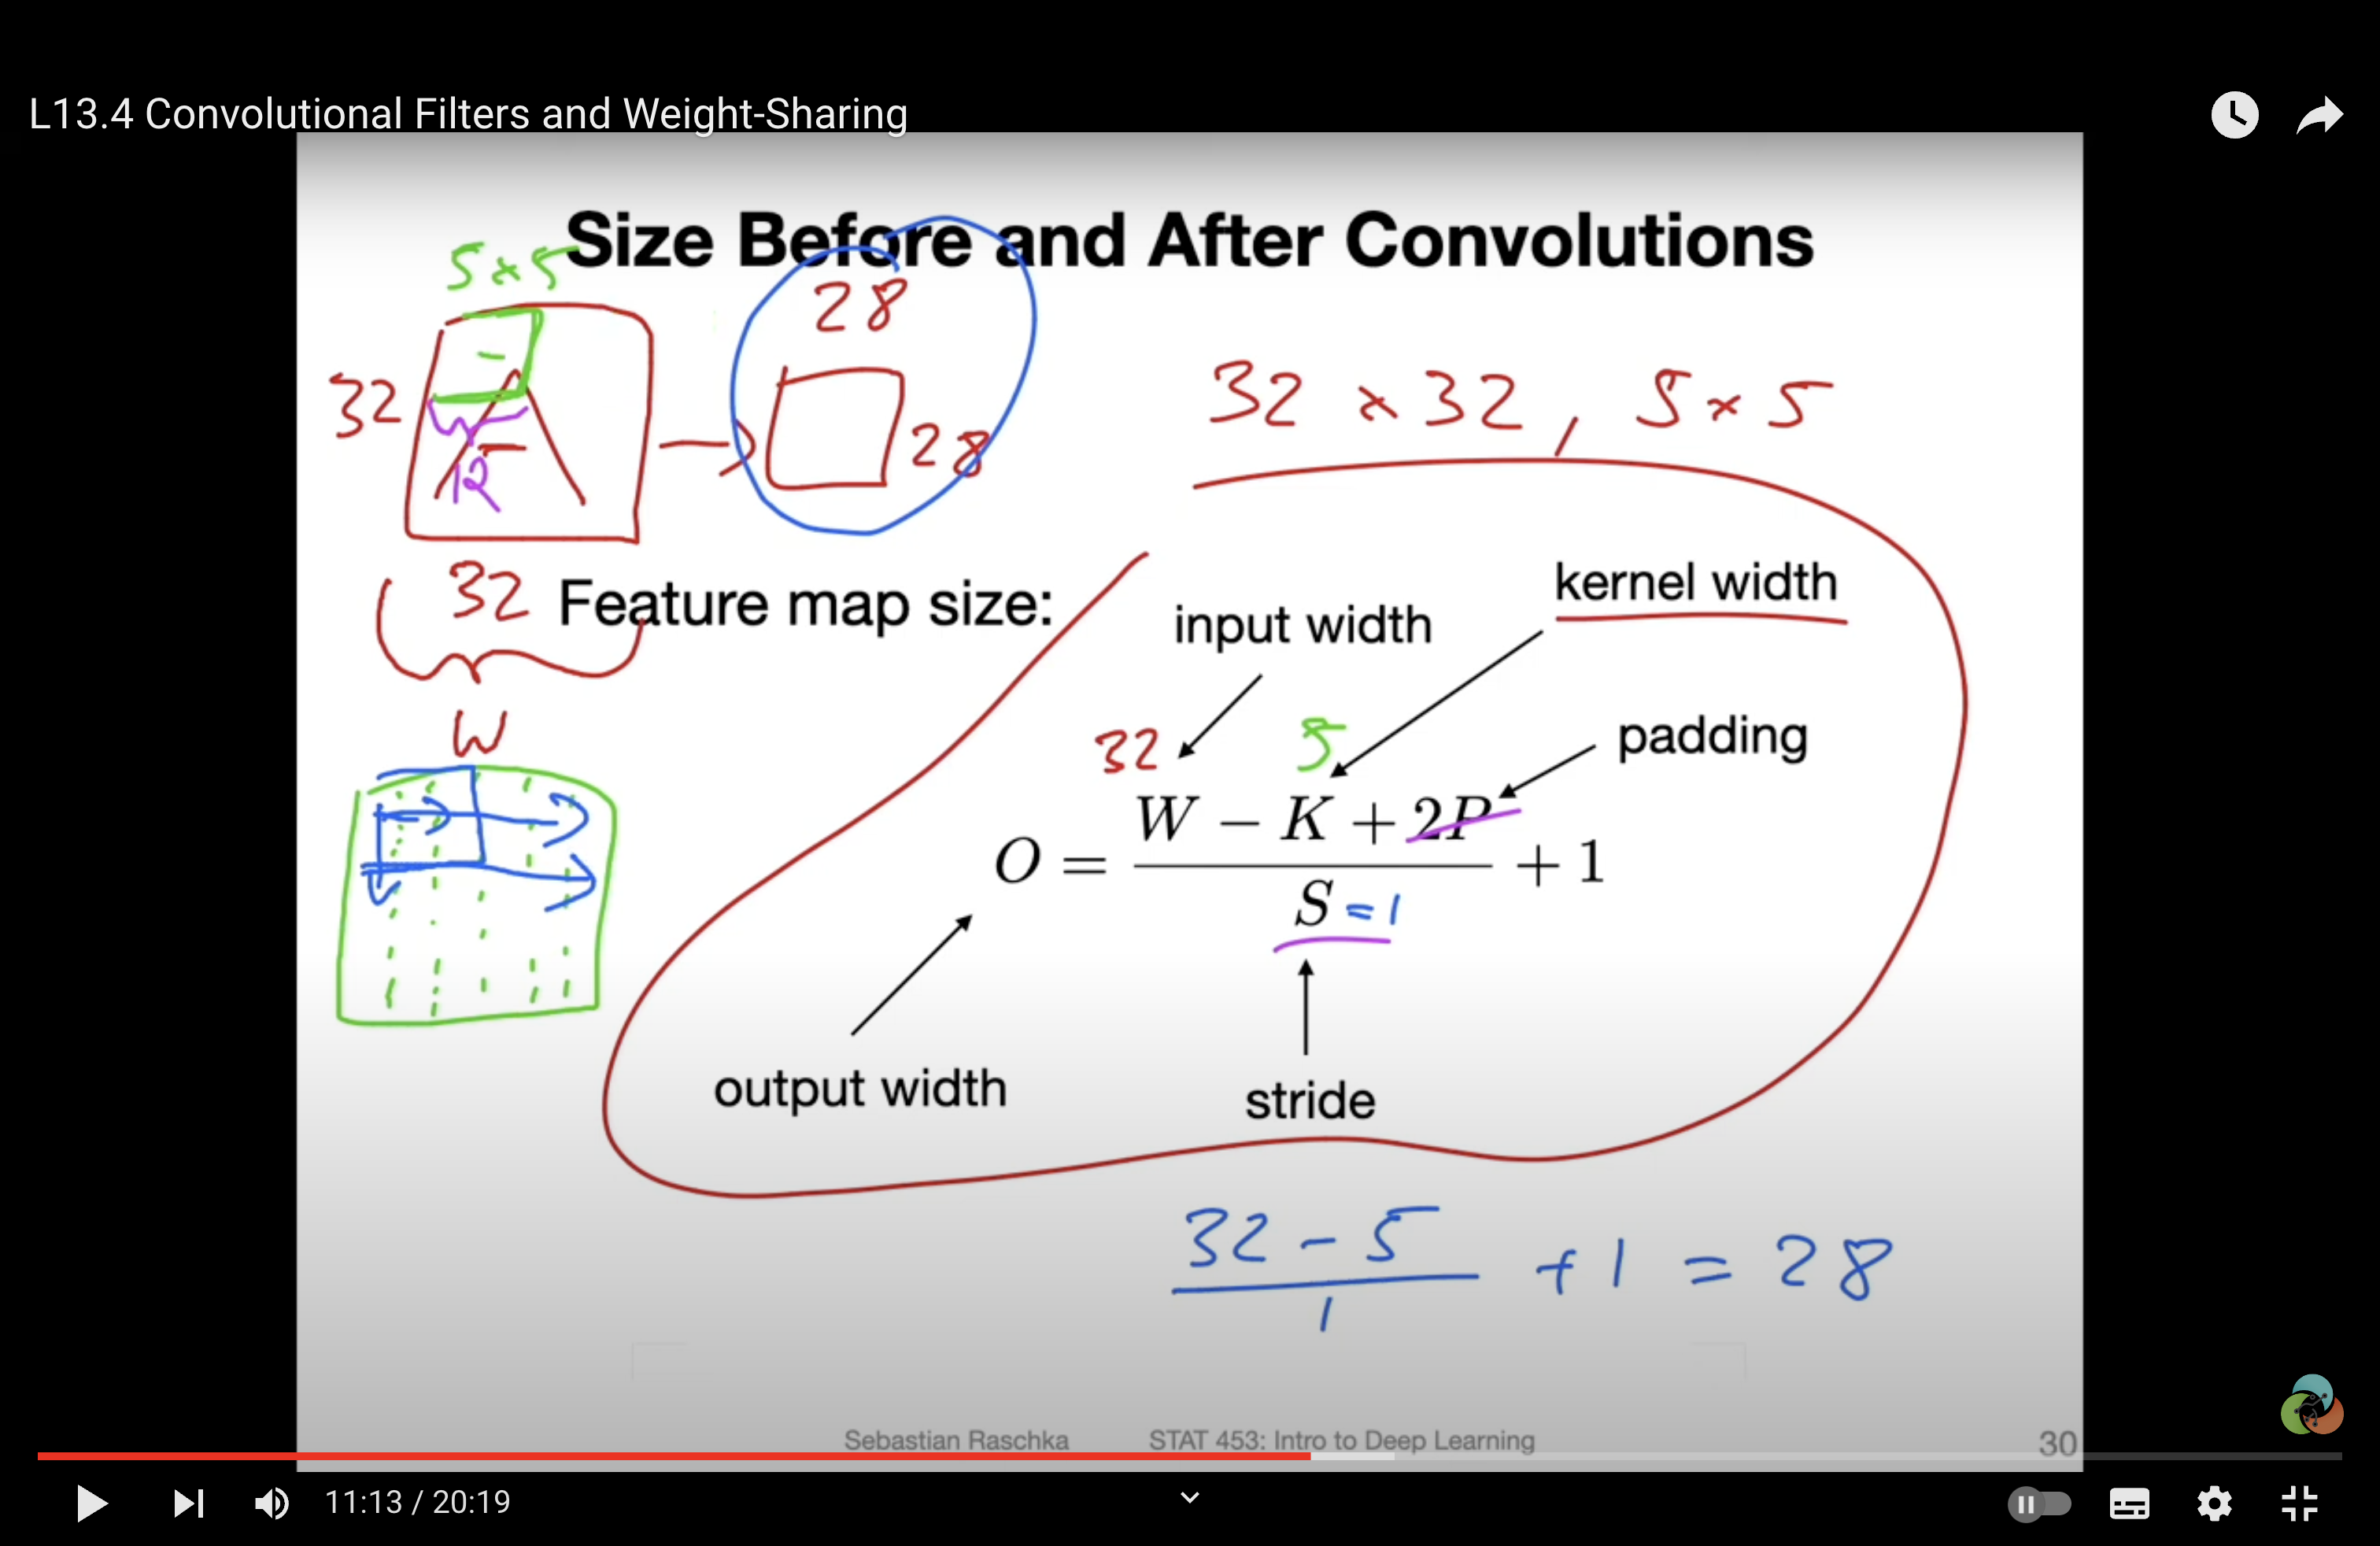 L13.4 Convolutional Filters and Weight-Sharing
Size Before and After Convolutions
5 × 5
28
32
28
32 × 32, 5 × 5
K
32
Feature map size:
input width
kernel width
W
32
5
padding
O = \frac{W - K + 2P}{S = 1} + 1
output width
stride
\frac{32 - 5}{1} + 1 = 28
Sebastian Raschka
STAT 453: Intro to Deep Learning
30
11:13 / 20:19